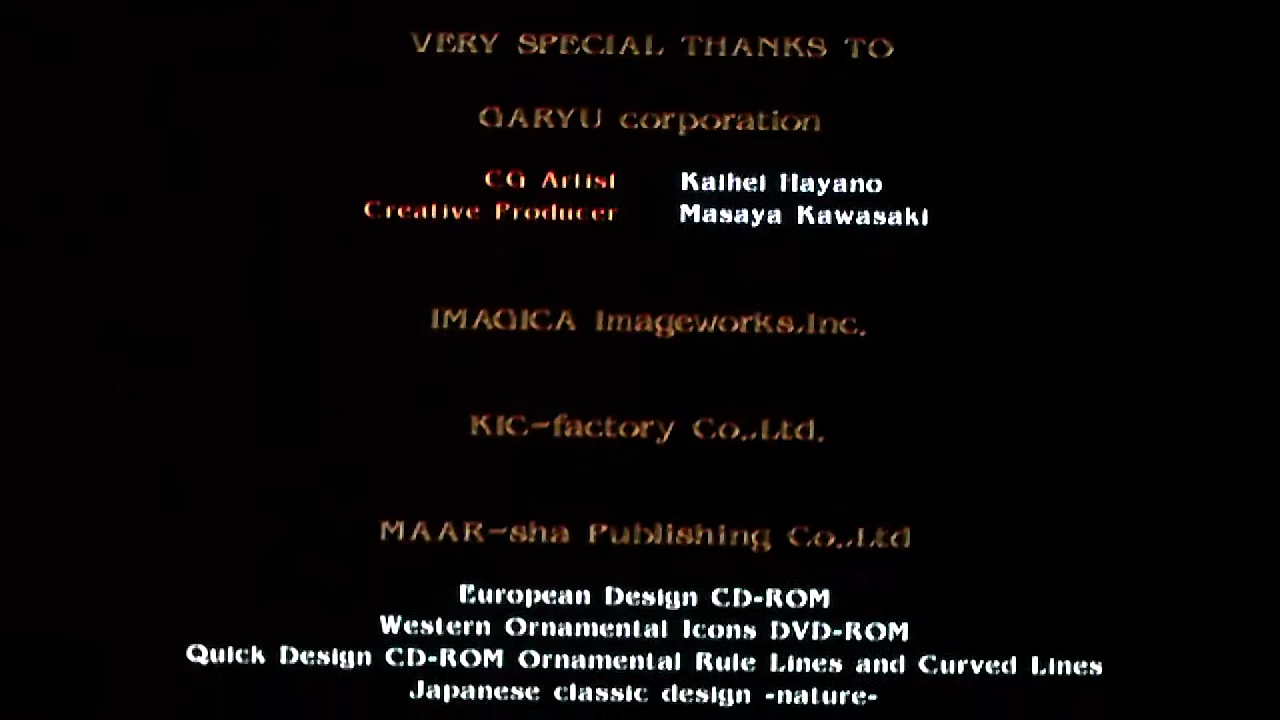 VERY SPECIAL THANKS TO
GARYU corporation
CG Artist Kaihei Hayano
Creative Producer Masaya Kawasaki
IMAGICA Imageworks,Inc.
KIC-factory Co.,Ltd.
MAAR-sha Publishing Co.,Ltd
European Design CD-ROM
Western Ornamental Icons DVD-ROM
Quick Design CD-ROM Ornamental Rule Lines and Curved Lines
Japanese classic design -nature-